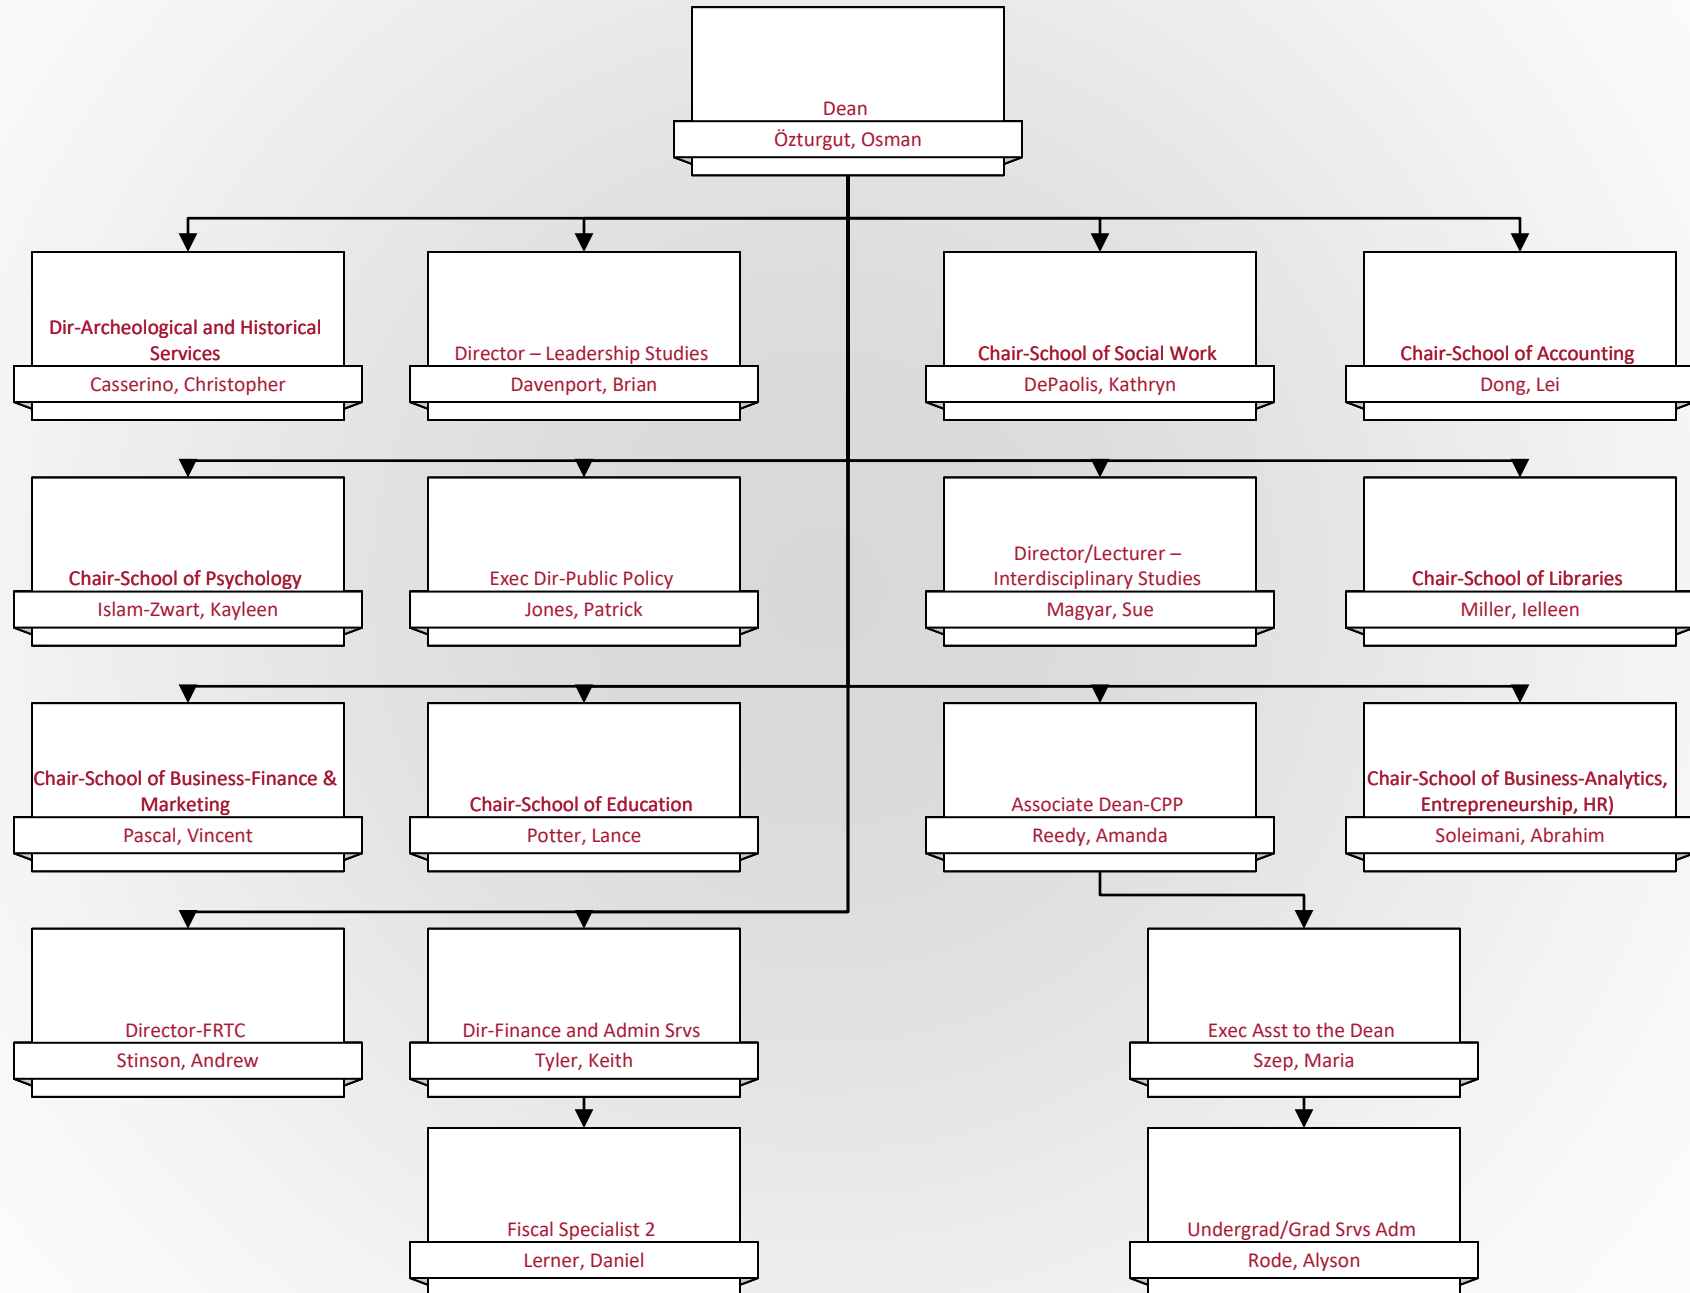 Dean
Özturgut, Osman
Dir-Archeological and Historical
Services
Casserino, Christopher
Director – Leadership Studies
Davenport, Brian
Chair-School of Social Work
DePaolis, Kathryn
Chair-School of Accounting
Dong, Lei
Chair-School of Psychology
Islam-Zwart, Kayleen
Exec Dir-Public Policy
Jones, Patrick
Director/Lecturer –
Interdisciplinary Studies
Magyar, Sue
Chair-School of Libraries
Miller, Ielleen
Chair-School of Business-Finance &
Marketing
Pascal, Vincent
Chair-School of Education
Potter, Lance
Associate Dean-CPP
Reedy, Amanda
Chair-School of Business-Analytics,
Entrepreneurship, HR)
Soleimani, Abrahim
Director-FRTC
Stinson, Andrew
Dir-Finance and Admin Srvs
Tyler, Keith
Exec Asst to the Dean
Szep, Maria
Fiscal Specialist 2
Lerner, Daniel
Undergrad/Grad Srvs Adm
Rode, Alyson